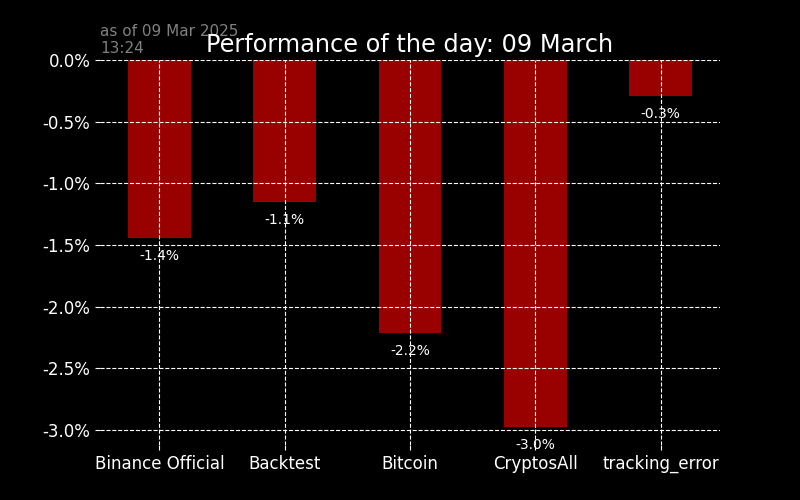 as of 09 Mar 2025
13:24
Performance of the day: 09 March
0.0%
-0.5%
-1.0%
-1.5%
-2.0%
-2.5%
-3.0%
-1.4%
-1.1%
-2.2%
-3.0%
-0.3%
Binance Official
Backtest
Bitcoin
CryptosAll
tracking_error